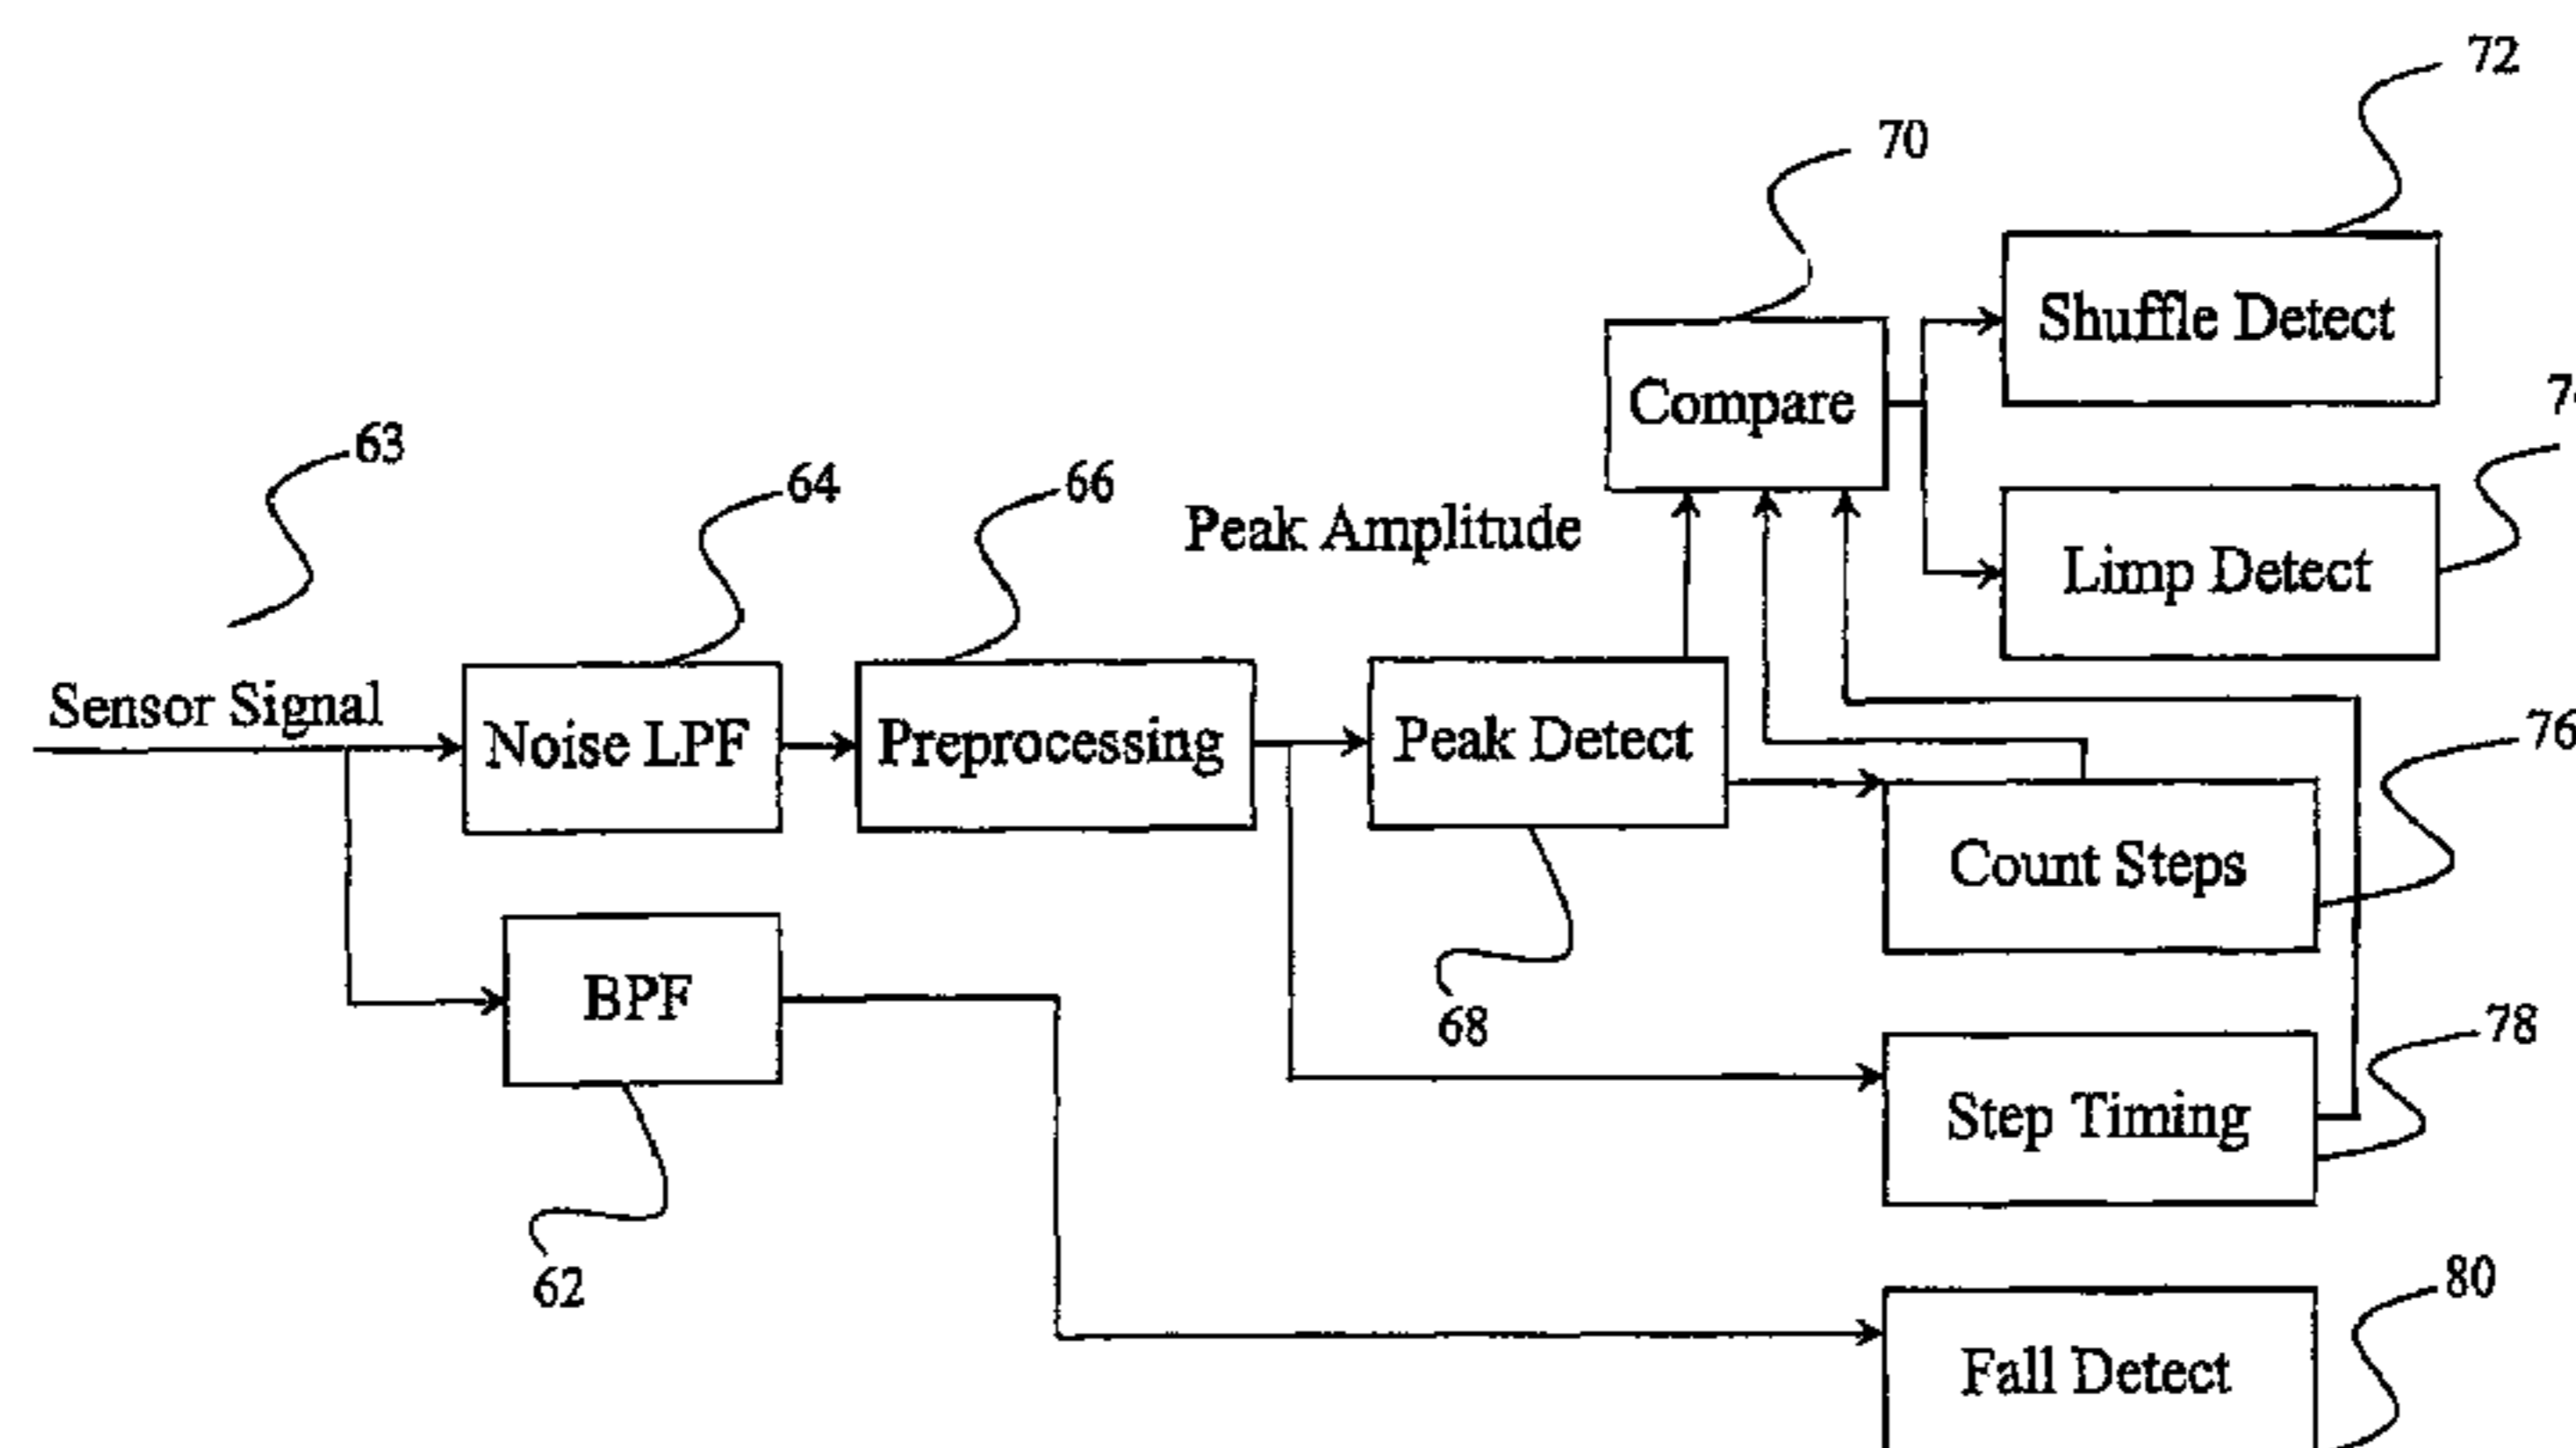 72
70
Shuffle Detect
Compare
63
64
66
Peak Amplitude
Limp Detect
Sensor Signal
Noise LPF
Preprocessing
Peak Detect
76
Count Steps
BPF
68
78
Step Timing
62
80
Fall Detect